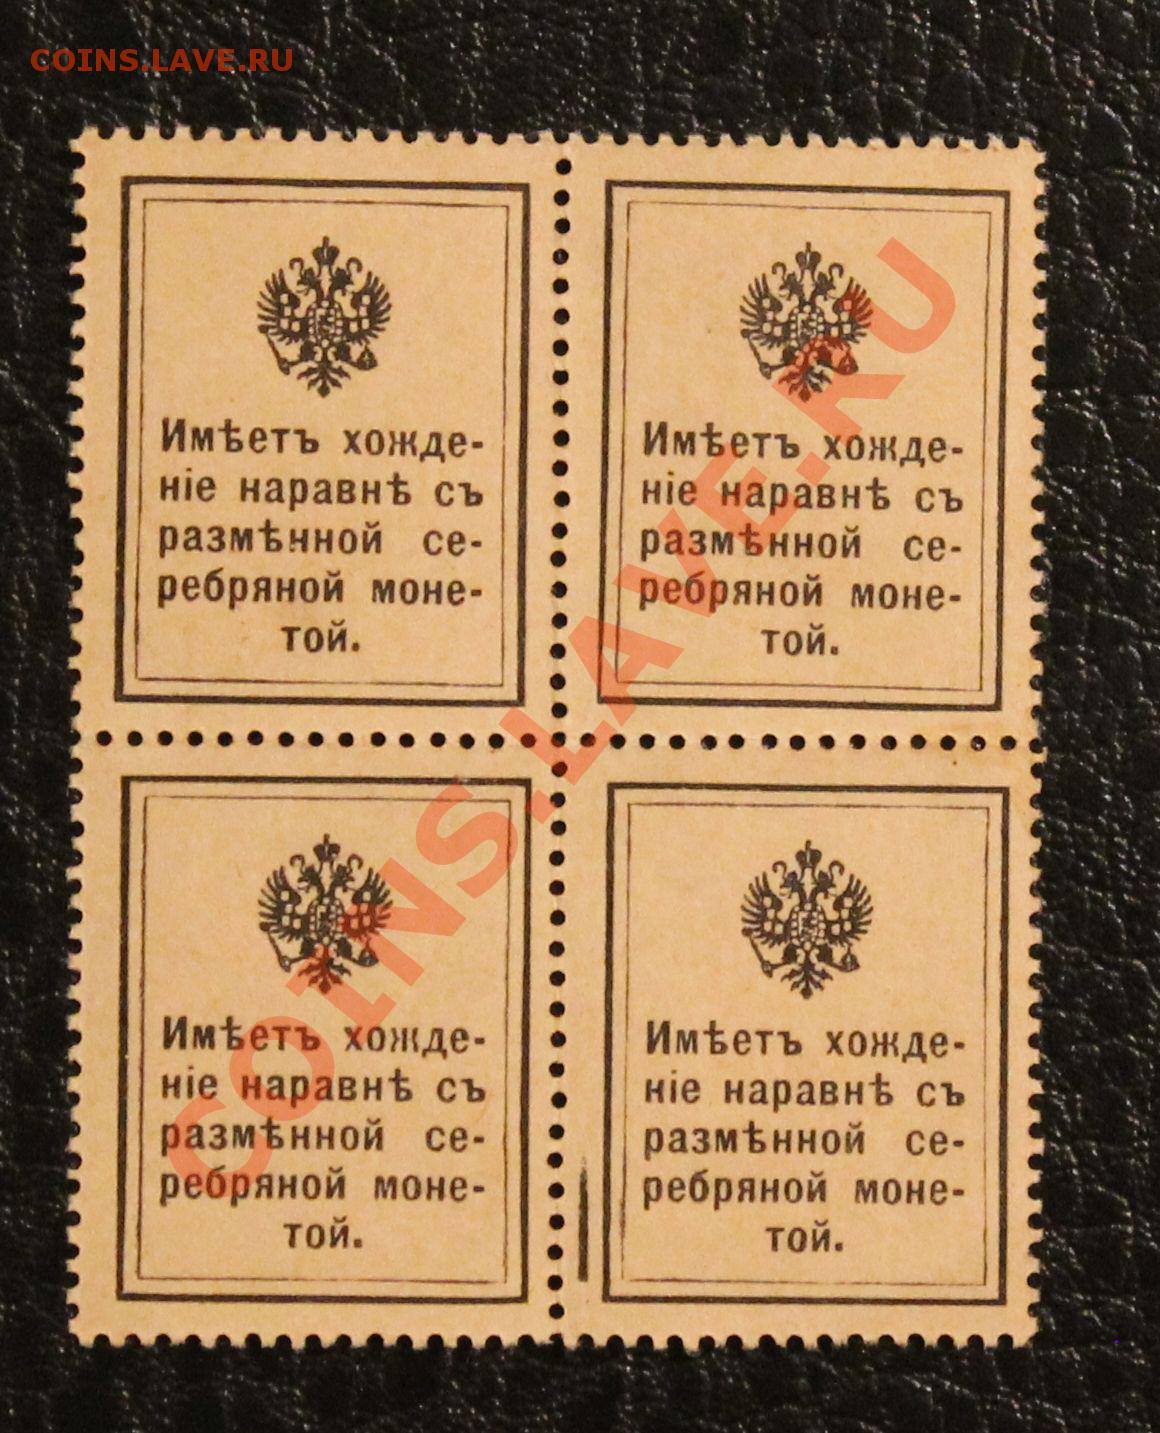 COINS.LAVE.RU
Имѣетъ хожде-
ніе наравнѣ съ
размѣнной се-
ребряной моне-
той.
Имѣетъ хожде-
ніе наравнѣ съ
размѣнной се-
ребряной моне-
той.
Имѣетъ хожде-
ніе наравнѣ съ
размѣнной се-
ребряной моне-
той.
Имѣетъ хожде-
ніе наравнѣ съ
размѣнной се-
ребряной моне-
той.
COINS.LAVE.RU